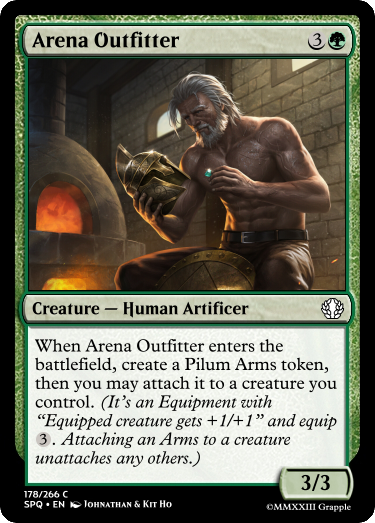 Arena Outfitter 3
Creature — Human Artificer
When Arena Outfitter enters the
battlefield, create a Pilum Arms token,
then you may attach it to a creature you
control. (It's an Equipment with
“Equipped creature gets +1/+1” and equip
3. Attaching an Arms to a creature
unattaches any others.)
3/3
178/266 C
SPQ • EN Johnathan & Kit Ho
©MMXXIII Grapple